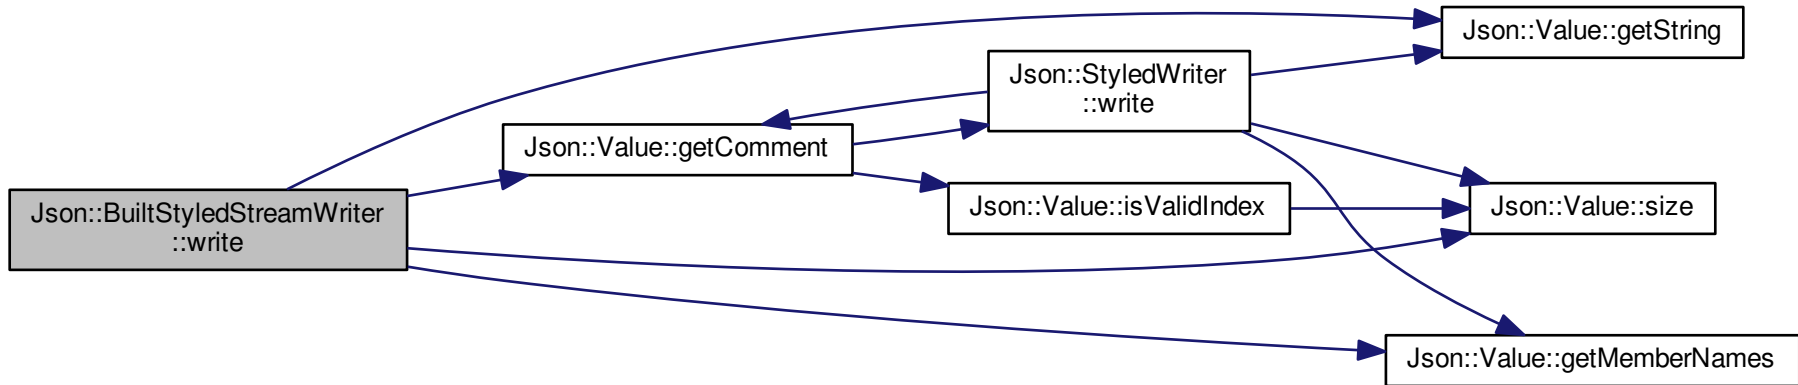 Json::Value::getString
Json::StyledWriter
::write
Json::Value::getComment
Json::BuiltStyledStreamWriter
::write
Json::Value::isValidIndex
Json::Value::size
Json::Value::getMemberNames